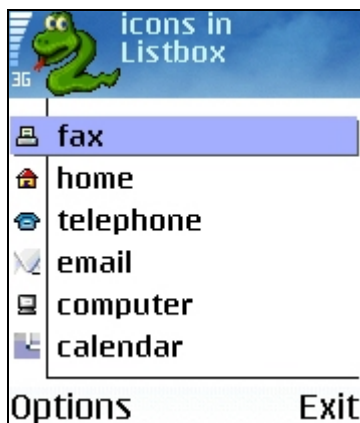 icons in
Listbox
3G
fax
home
telephone
email
computer
calendar
Options Exit